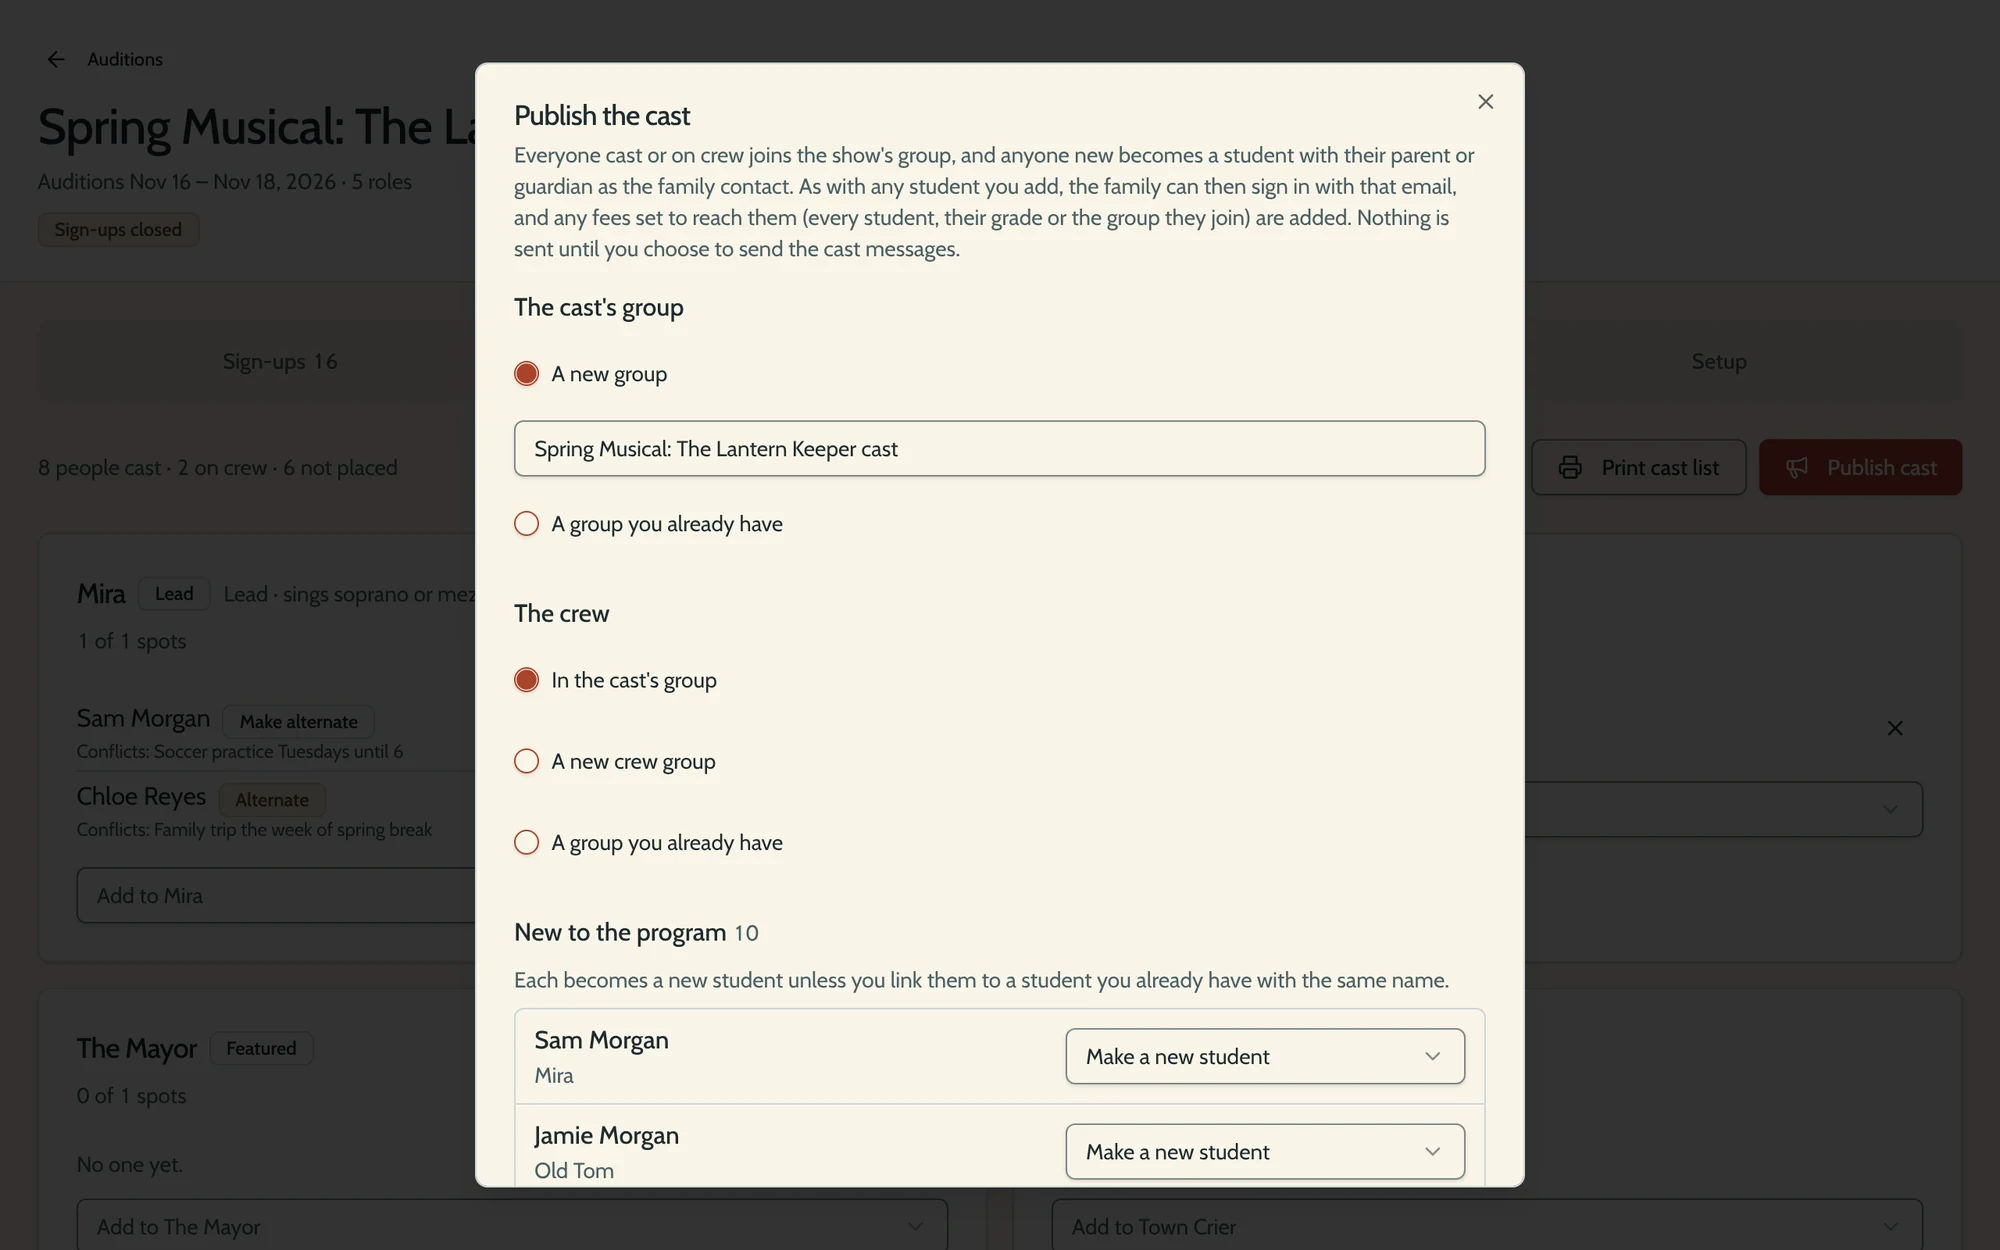 Auditions
Spring Musical: The La
Auditions Nov 16 – Nov 18, 2026 · 5 roles
Sign-ups closed
Sign-ups 16
Setup
8 people cast · 2 on crew · 6 not placed
Print cast list
Publish cast
Mira
Lead
Lead · sings soprano or mez
1 of 1 spots
Sam Morgan
Make alternate
Conflicts: Soccer practice Tuesdays until 6
Chloe Reyes
Alternate
Conflicts: Family trip the week of spring break
Add to Mira
The Mayor
Featured
0 of 1 spots
No one yet.
Add to The Mayor
Add to Town Crier
Publish the cast
Everyone cast or on crew joins the show's group, and anyone new becomes a student with their parent or
guardian as the family contact. As with any student you add, the family can then sign in with that email,
and any fees set to reach them (every student, their grade or the group they join) are added. Nothing is
sent until you choose to send the cast messages.
The cast's group
A new group
Spring Musical: The Lantern Keeper cast
A group you already have
The crew
In the cast's group
A new crew group
A group you already have
New to the program 10
Each becomes a new student unless you link them to a student you already have with the same name.
Sam Morgan
Mira
Make a new student
Jamie Morgan
Old Tom
Make a new student